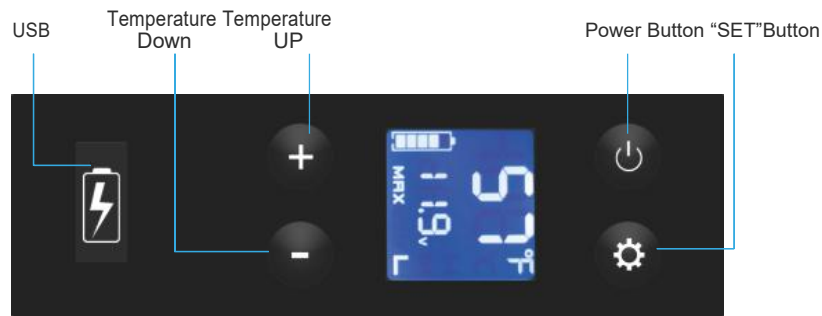 USB
Temperature Down
Temperature UP
Power Button “SET”Button
+
-
57°F
11.9v
MAX
L